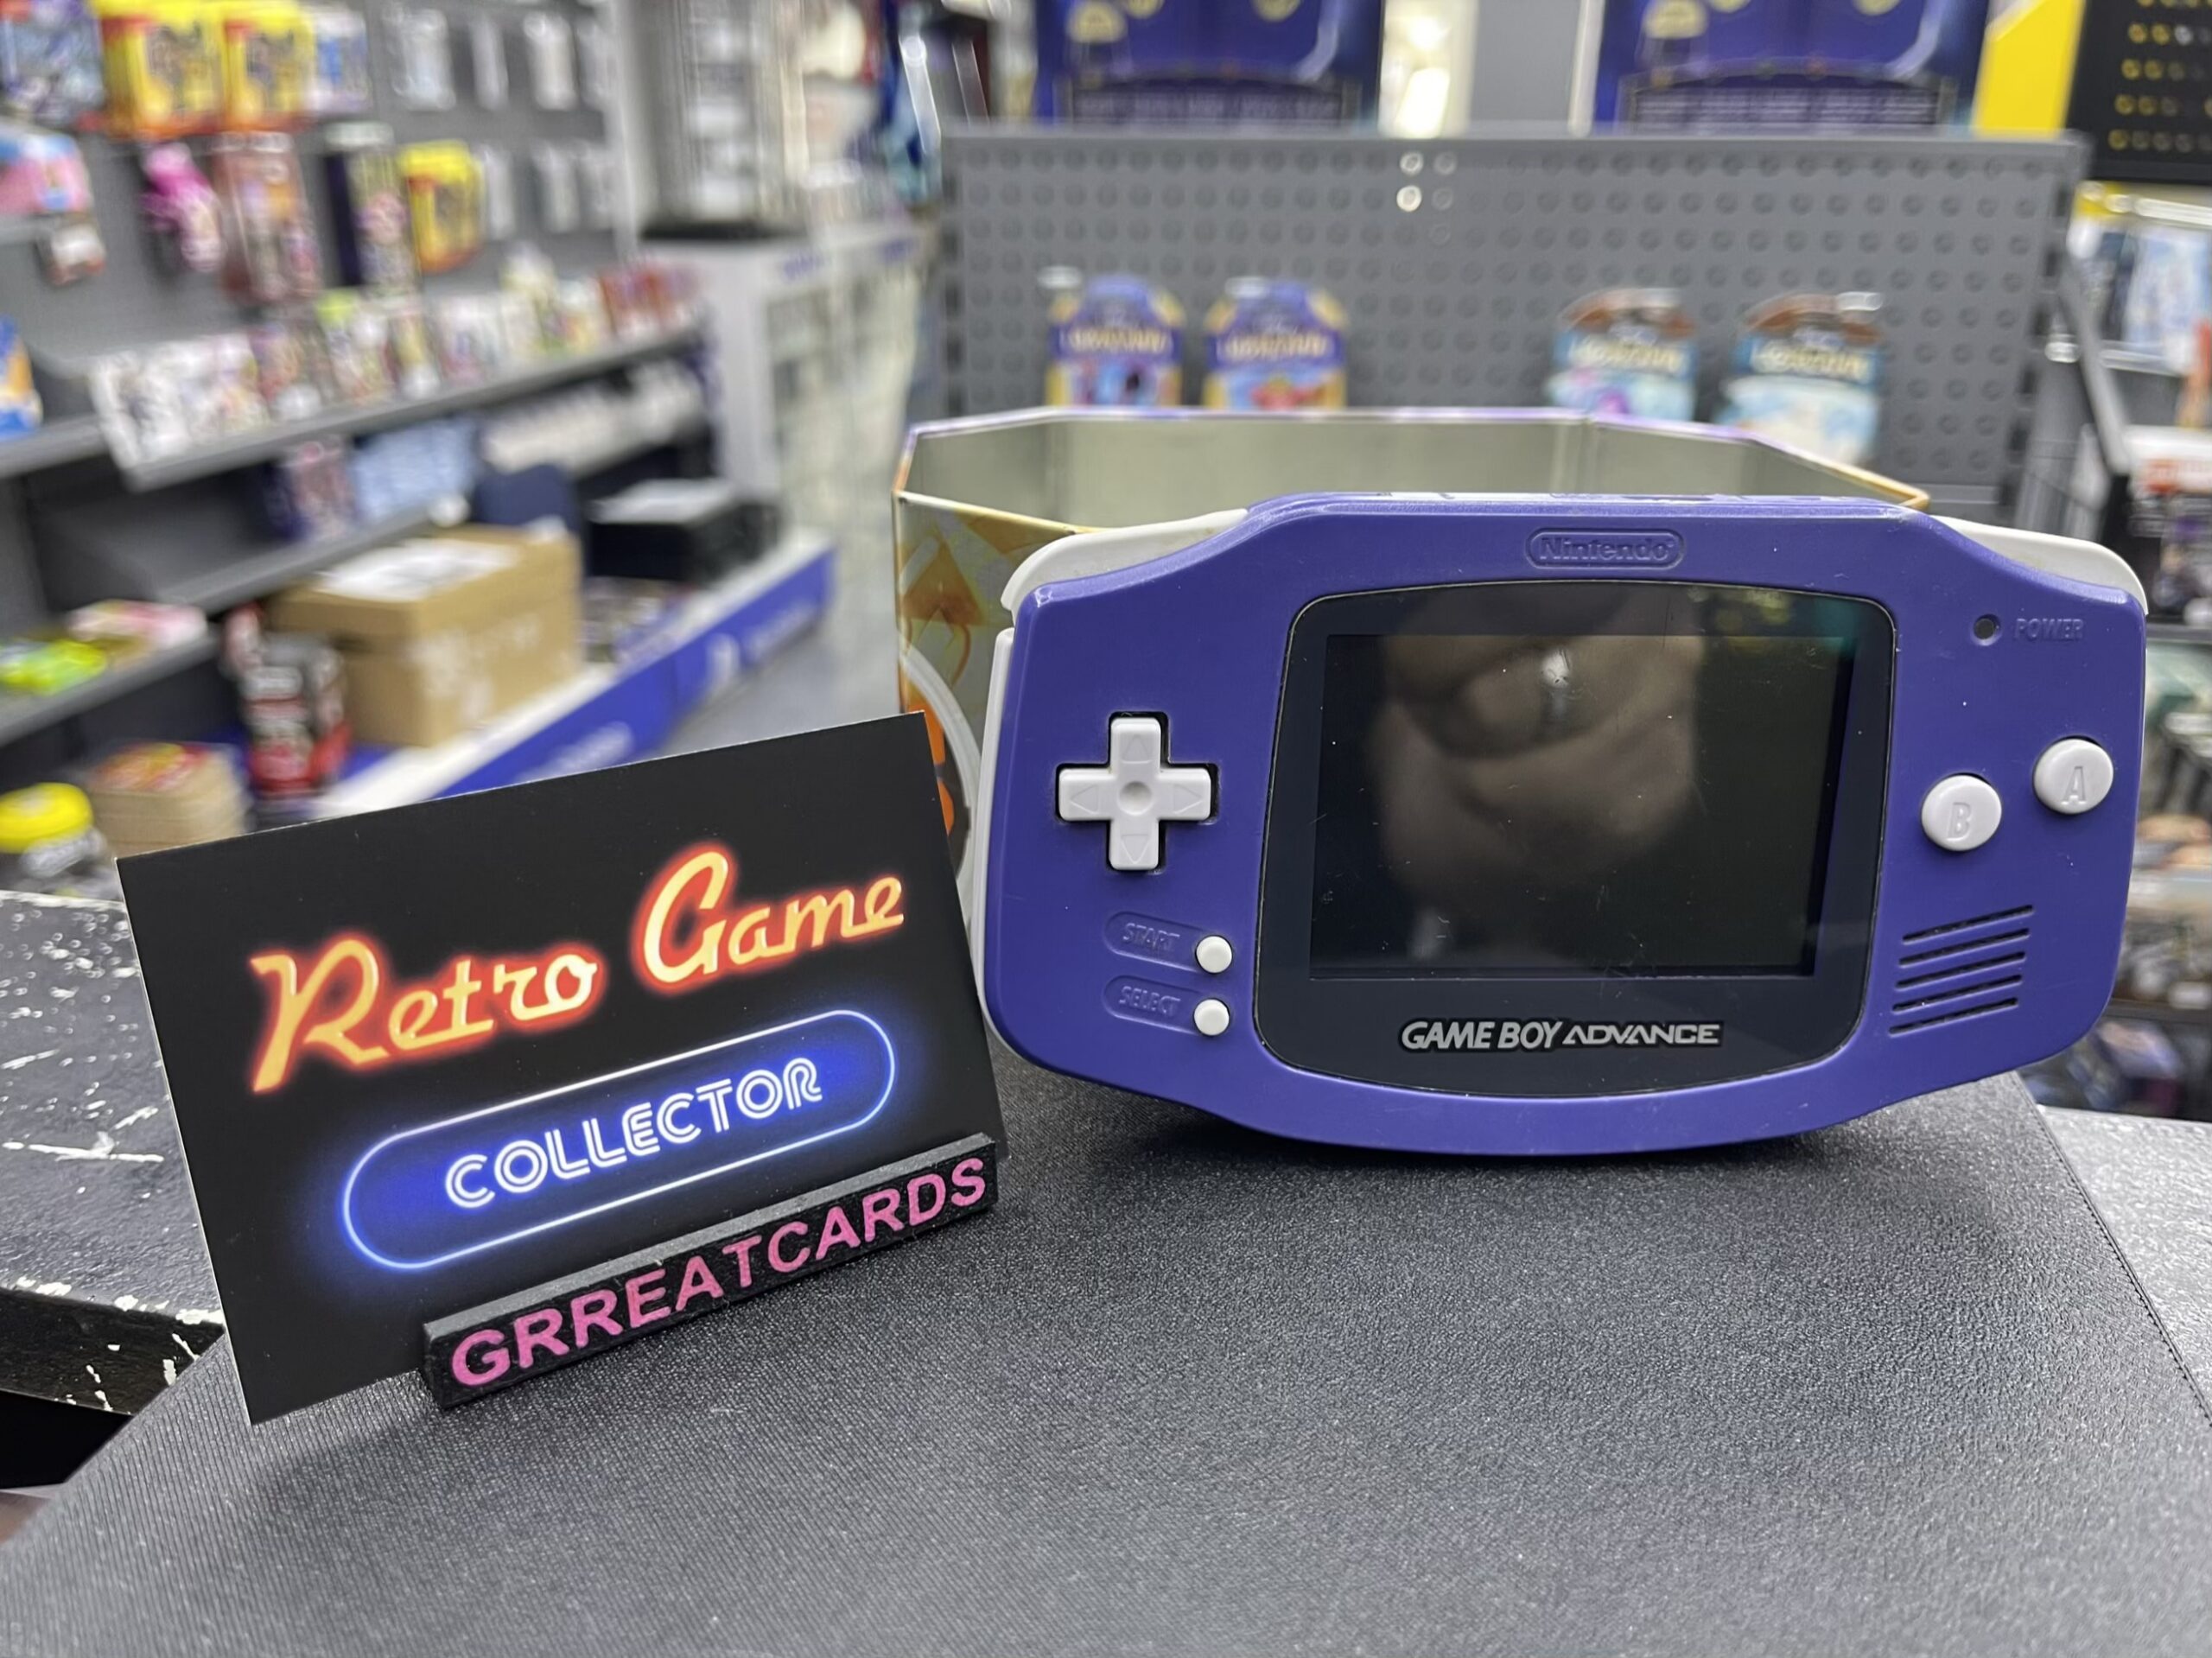 Retro Game
COLLECTOR
GRREATCARDS
Nintendo
POWER
A
B
START
SELECT
GAME BOY ADVANCE